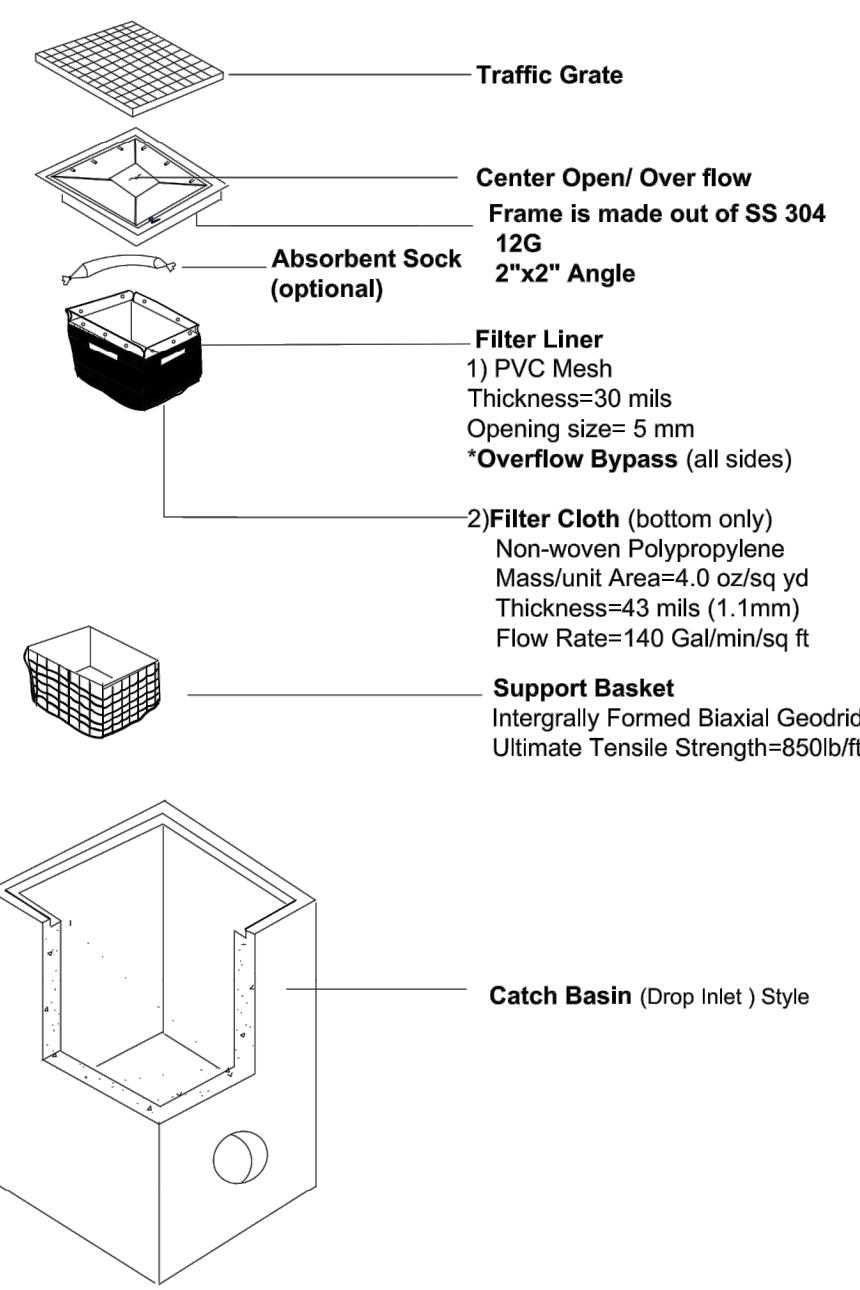 Traffic Grate
Center Open/ Over flow
Frame is made out of SS 304
12G
2"x2" Angle
Absorbent Sock
(optional)
Filter Liner
1) PVC Mesh
Thickness=30 mils
Opening size= 5 mm
*Overflow Bypass (all sides)
2)Filter Cloth (bottom only)
Non-woven Polypropylene
Mass/unit Area=4.0 oz/sq yd
Thickness=43 mils (1.1mm)
Flow Rate=140 Gal/min/sq ft
Support Basket
Intergrally Formed Biaxial Geodrid
Ultimate Tensile Strength=850lb/ft
Catch Basin (Drop Inlet ) Style